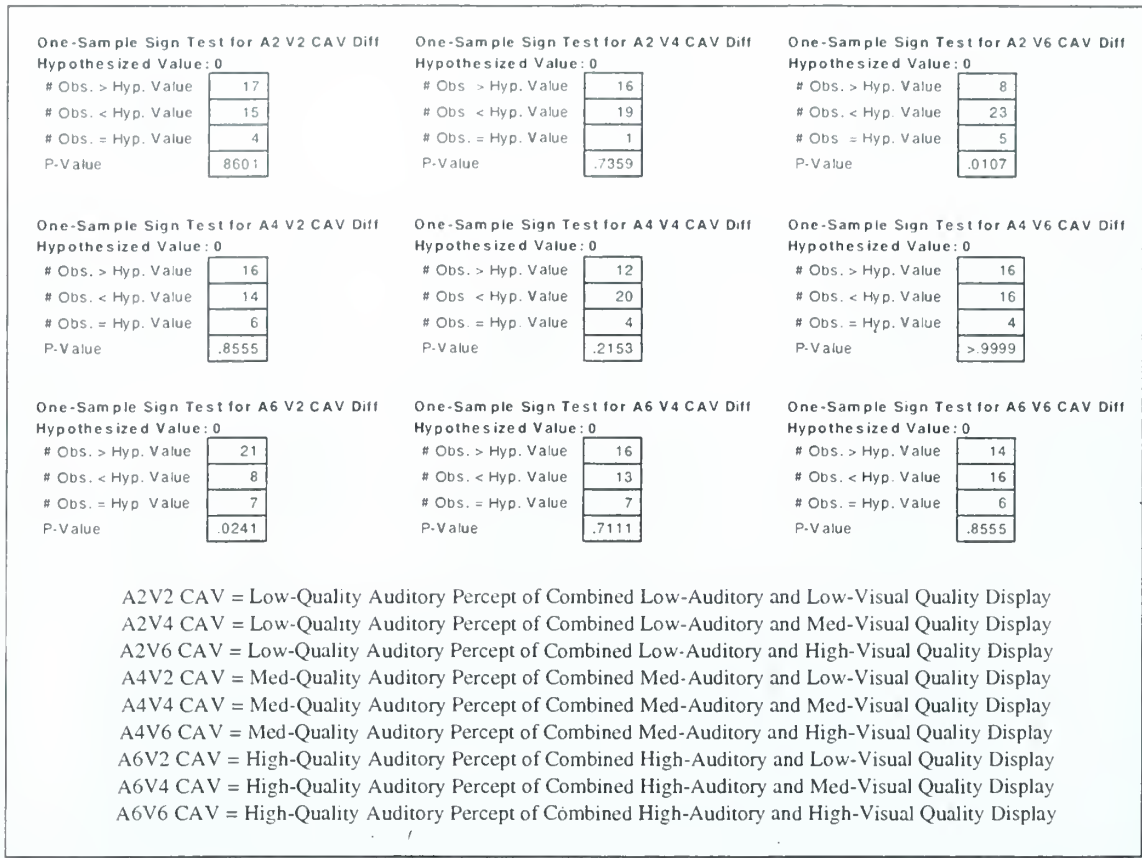 One-Sample Sign Test for A2 V2 CAV Diff
Hypothesized Value: 0
# Obs. > Hyp. Value 17
# Obs. < Hyp. Value 15
# Obs. = Hyp. Value 4
P-Value .8601
One-Sample Sign Test for A2 V4 CAV Diff
Hypothesized Value: 0
# Obs > Hyp. Value 16
# Obs < Hyp. Value 19
# Obs. = Hyp. Value 1
P-Value .7359
One-Sample Sign Test for A2 V6 CAV Diff
Hypothesized Value: 0
# Obs. > Hyp. Value 8
# Obs. < Hyp. Value 23
# Obs = Hyp. Value 5
P-Value .0107
One-Sample Sign Test for A4 V2 CAV Diff
Hypothesized Value: 0
# Obs. > Hyp. Value 16
# Obs. < Hyp. Value 14
# Obs. = Hyp. Value 6
P-Value .8555
One-Sample Sign Test for A4 V4 CAV Diff
Hypothesized Value: 0
# Obs. > Hyp. Value 12
# Obs < Hyp. Value 20
# Obs. = Hyp. Value 4
P-Value .2153
One-Sample Sign Test for A4 V6 CAV Diff
Hypothesized Value: 0
# Obs. > Hyp. Value 16
# Obs. < Hyp. Value 16
# Obs. = Hyp. Value 4
P-Value >.9999
One-Sample Sign Test for A6 V2 CAV Diff
Hypothesized Value: 0
# Obs. > Hyp. Value 21
# Obs. < Hyp. Value 8
# Obs. = Hyp Value 7
P-Value .0241
One-Sample Sign Test for A6 V4 CAV Diff
Hypothesized Value: 0
# Obs. > Hyp. Value 16
# Obs. < Hyp. Value 13
# Obs. = Hyp. Value 7
P-Value .7111
One-Sample Sign Test for A6 V6 CAV Diff
Hypothesized Value: 0
# Obs. > Hyp. Value 14
# Obs. < Hyp. Value 16
# Obs. = Hyp. Value 6
P-Value .8555
A2V2 CAV = Low-Quality Auditory Percept of Combined Low-Auditory and Low-Visual Quality Display
A2V4 CAV = Low-Quality Auditory Percept of Combined Low-Auditory and Med-Visual Quality Display
A2V6 CAV = Low-Quality Auditory Percept of Combined Low-Auditory and High-Visual Quality Display
A4V2 CAV = Med-Quality Auditory Percept of Combined Med-Auditory and Low-Visual Quality Display
A4V4 CAV = Med-Quality Auditory Percept of Combined Med-Auditory and Med-Visual Quality Display
A4V6 CAV = Med-Quality Auditory Percept of Combined Med-Auditory and High-Visual Quality Display
A6V2 CAV = High-Quality Auditory Percept of Combined High-Auditory and Low-Visual Quality Display
A6V4 CAV = High-Quality Auditory Percept of Combined High-Auditory and Med-Visual Quality Display
A6V6 CAV = High-Quality Auditory Percept of Combined High-Auditory and High-Visual Quality Display